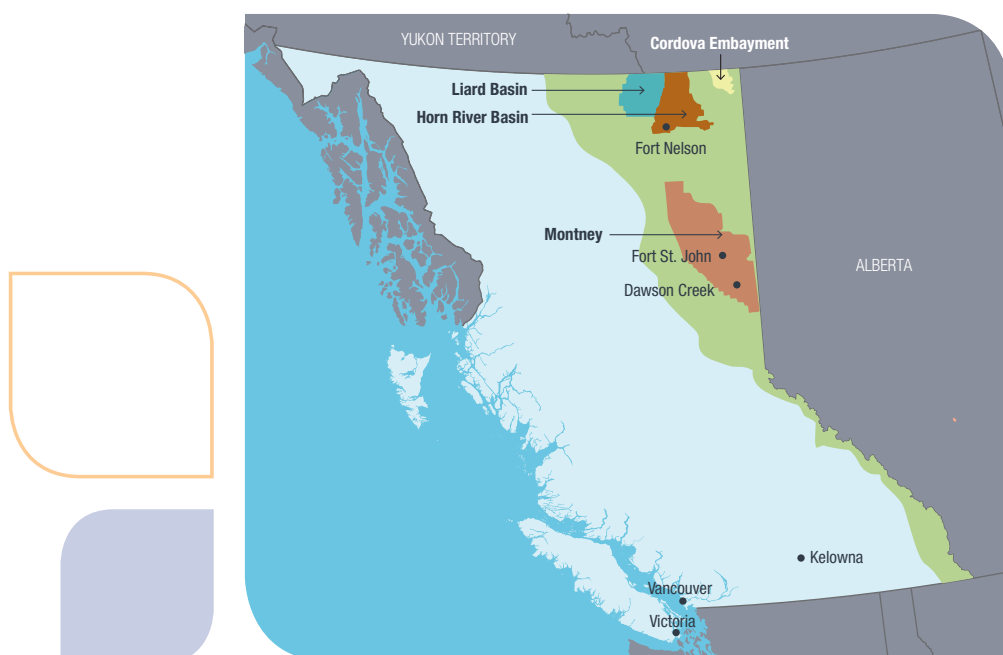 YUKON TERRITORY
Cordova Embayment
Liard Basin
Horn River Basin
Fort Nelson
Montney
Fort St. John
ALBERTA
Dawson Creek
Kelowna
Vancouver
Victoria